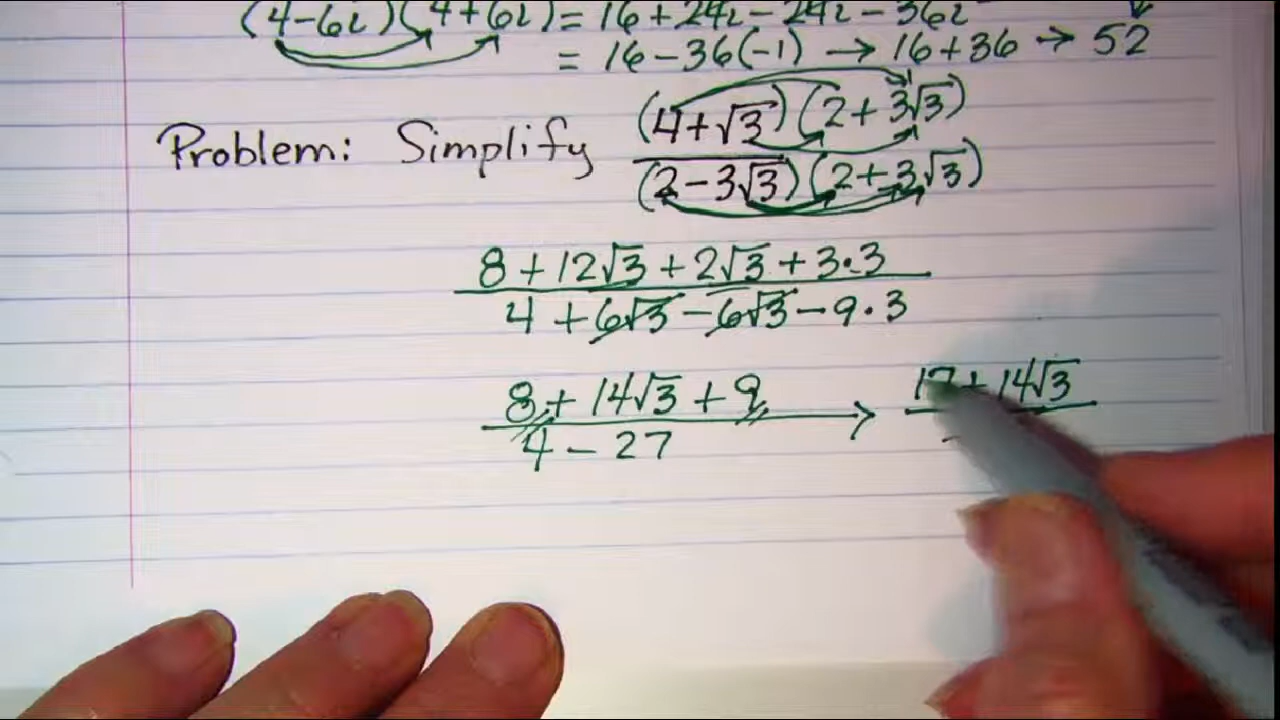 (4-6i)(4+6i) = 16+24i-24i-36i
= 16-36(-1) → 16+36 → 52
Problem: Simplify (4+√3)(2+3√3)
(2-3√3)(2+3√3)
8+12√3+2√3+3·3
4+6√3-6√3-9·3
8+14√3+9 → 17+14√3
4-27 -